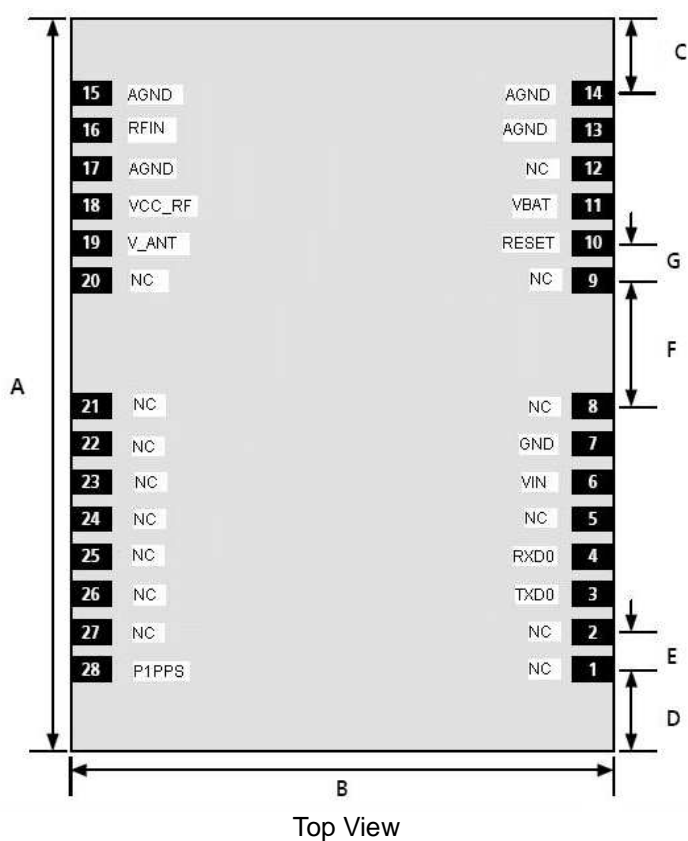 C
15 AGND AGND 14
16 RFIN AGND 13
17 AGND NC 12
18 VCC_RF VBAT 11
19 V_ANT RESET 10
G
20 NC NC 9
F
A
21 NC NC 8
22 NC GND 7
23 NC VIN 6
24 NC NC 5
25 NC RXD0 4
26 NC TXD0 3
27 NC NC 2
E
28 P1PPS NC 1
D
B
Top View